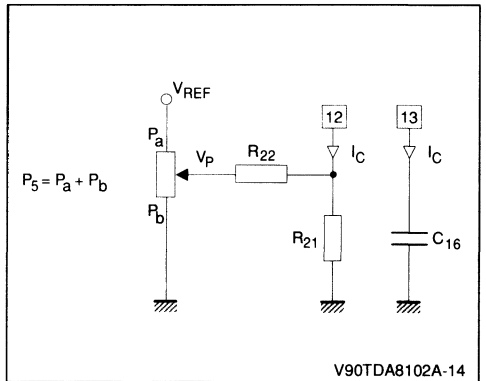 V_REF
12
13
P_a
V_P
R_22
I_C
I_C
P_5 = P_a + P_b
P_b
R_21
C_16
V90TDA8102A-14